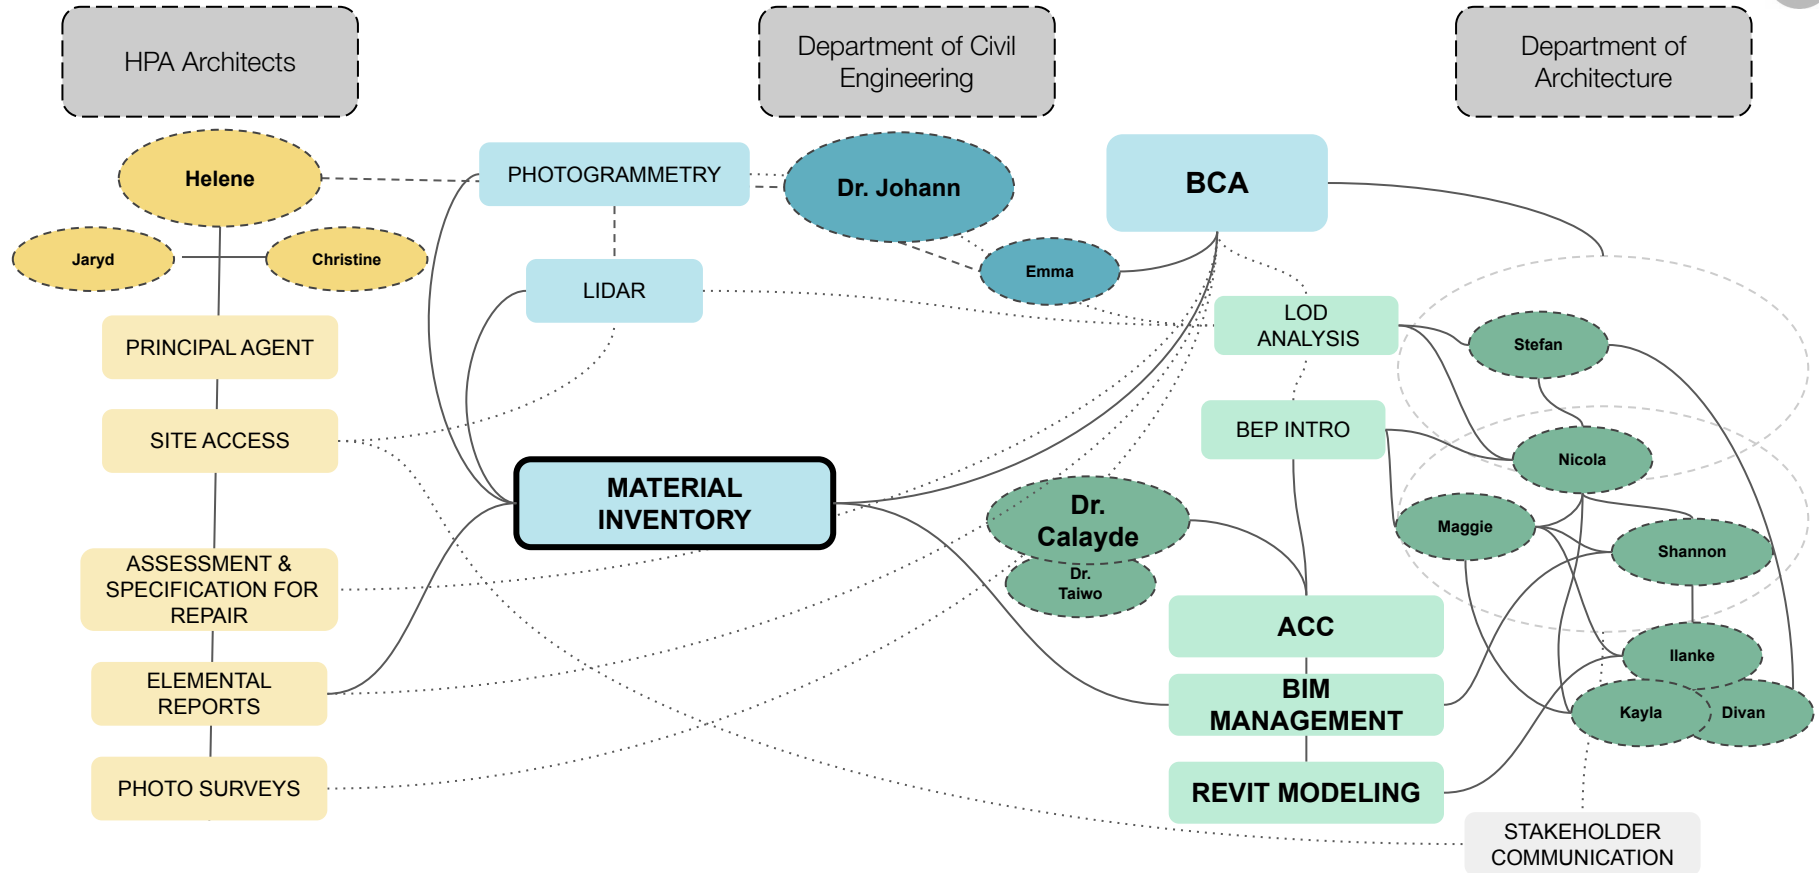 HPA Architects
Department of Civil
Engineering
Department of
Architecture
Helene
Jaryd
Christine
PRINCIPAL AGENT
SITE ACCESS
ASSESSMENT &
SPECIFICATION FOR
REPAIR
ELEMENTAL
REPORTS
PHOTO SURVEYS
PHOTOGRAMMETRY
LIDAR
MATERIAL
INVENTORY
Dr. Johann
Emma
BCA
LOD
ANALYSIS
BEP INTRO
Dr.
Calayde
Dr.
Taiwo
ACC
BIM
MANAGEMENT
REVIT MODELING
Stefan
Nicola
Maggie
Shannon
Ilanke
Kayla
Divan
STAKEHOLDER
COMMUNICATION